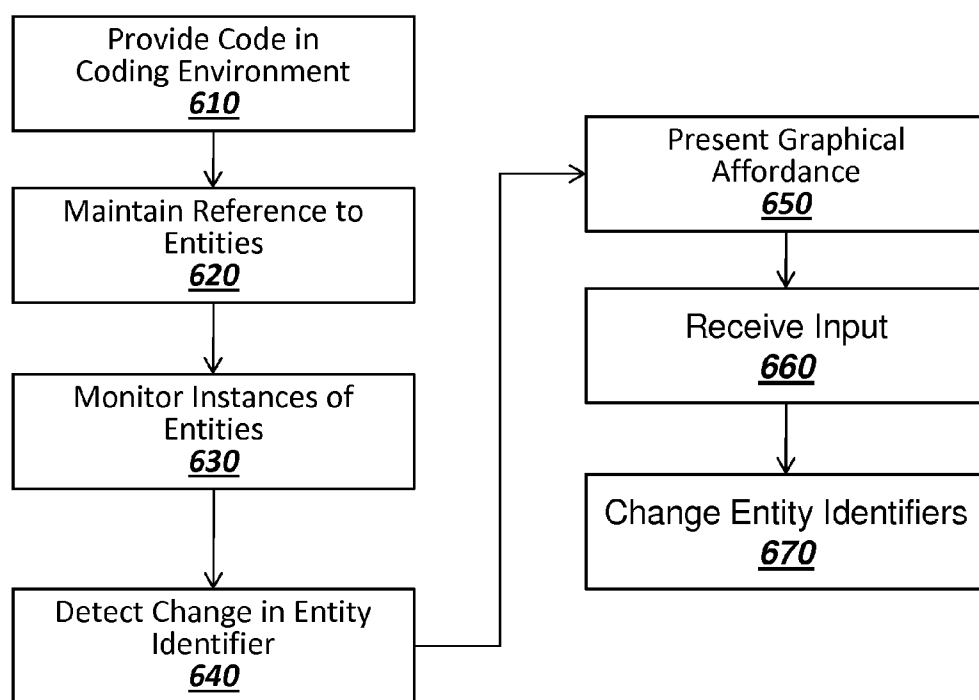 Provide Code in
Coding Environment
610
Maintain Reference to
Entities
620
Monitor Instances of
Entities
630
Detect Change in Entity
Identifier
640
Present Graphical
Affordance
650
Receive Input
660
Change Entity Identifiers
670